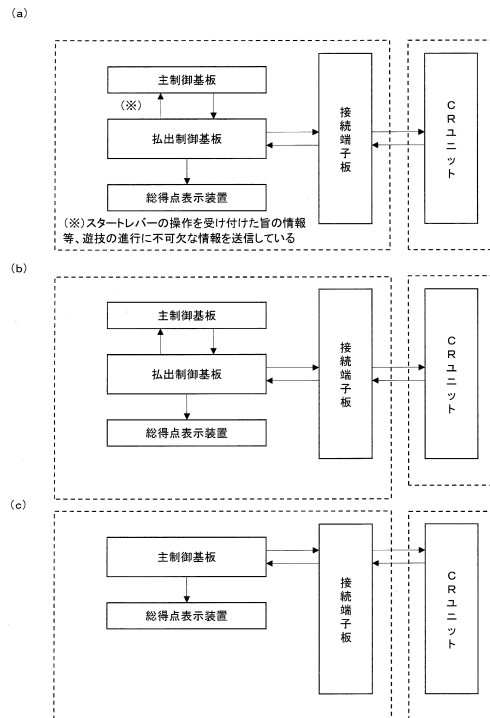 (a)
主制御基板
(※)
払出制御基板
総得点表示装置
接続端子板
CRユニット
(※)スタートレバーの操作を受け付けた旨の情報
等、遊技の進行に不可欠な情報を送信している
(b)
主制御基板
払出制御基板
総得点表示装置
接続端子板
CRユニット
(c)
主制御基板
総得点表示装置
接続端子板
CRユニット